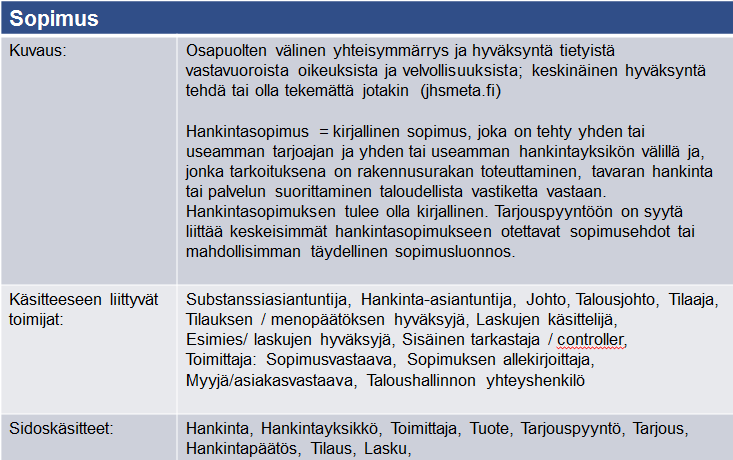 Sopimus
Kuvaus:
Osapuolten välinen yhteisymmärrys ja hyväksyntä tietyistä
vastavuoroista oikeuksista ja velvollisuuksista; keskinäinen hyväksyntä
tehdä tai olla tekemättä jotakin (jhsmeta.fi)
Hankintasopimus = kirjallinen sopimus, joka on tehty yhden tai
useamman tarjoajan ja yhden tai useamman hankintayksikön välillä ja,
jonka tarkoituksena on rakennusurakan toteuttaminen, tavaran hankinta
tai palvelun suorittaminen taloudellista vastiketta vastaan.
Hankintasopimuksen tulee olla kirjallinen. Tarjouspyyntöön on syytä
liittää keskeisimmät hankintasopimukseen otettavat sopimusehdot tai
mahdollisimman täydellinen sopimusluonnos.
Käsitteeseen liittyvät
toimijat:
Substanssiasiantuntija, Hankinta-asiantuntija, Johto, Talousjohto, Tilaaja,
Tilauksen / menopäätöksen hyväksyjä, Laskujen käsittelijä,
Esimies/ laskujen hyväksyjä, Sisäinen tarkastaja / controller,
Toimittaja: Sopimusvastaava, Sopimuksen allekirjoittaja,
Myyjä/asiakasvastaava, Taloushallinnon yhteyshenkilö
Sidoskäsitteet:
Hankinta, Hankintayksikkö, Toimittaja, Tuote, Tarjouspyyntö, Tarjous,
Hankintapäätös, Tilaus, Lasku,